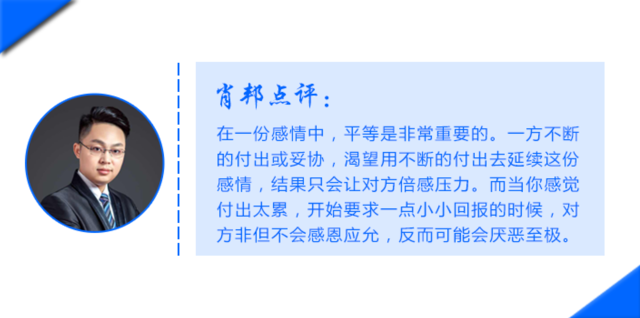 肖邦点评：
在一份感情中，平等是非常重要的。一方不断
的付出或妥协，渴望用不断的付出去延续这份
感情，结果只会让对方倍感压力。而当你感觉
付出太累，开始要求一点小小回报的时候，对
方非但不会感恩应允，反而可能会厌恶至极。